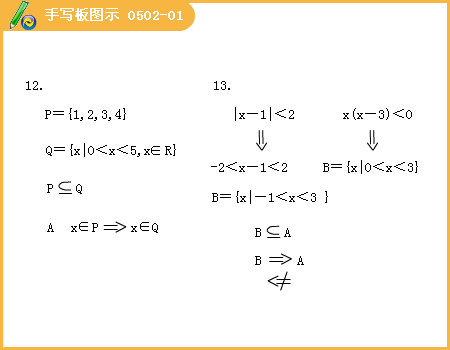 手写板图示 0502-01
12.
P＝{1,2,3,4}
Q＝{x|0＜x＜5,x∈R}
P⊆Q
A x∈P⇒x∈Q
13.
|x－1|＜2 x(x－3)＜0
⇓ ⇓
-2＜x－1＜2 B＝{x|0＜x＜3}
B＝{x|－1＜x＜3 }
B⊆A
B ⇒ A
⇍